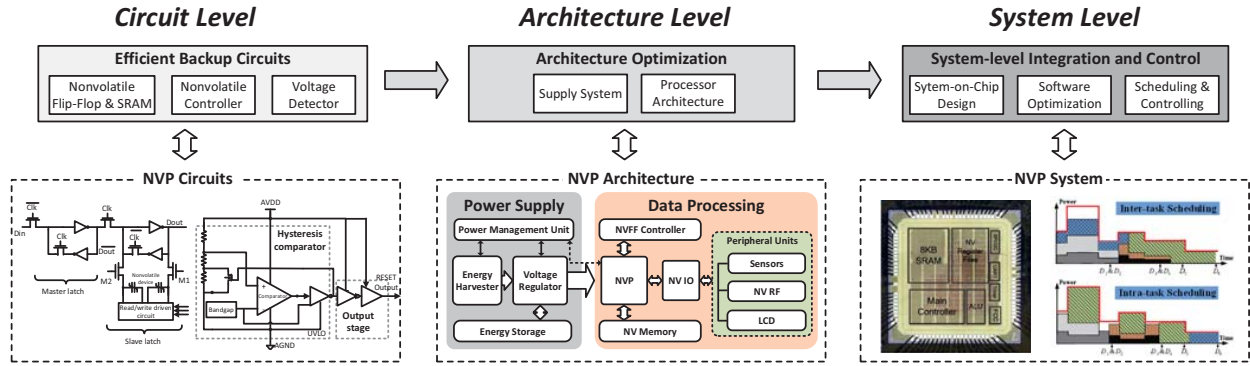 Circuit Level
Architecture Level
System Level
Efficient Backup Circuits
Nonvolatile
Flip-Flop & SRAM
Nonvolatile
Controller
Voltage
Detector
Architecture Optimization
Supply System
Processor
Architecture
System-level Integration and Control
Sytem-on-Chip
Design
Software
Optimization
Scheduling &
Controlling
NVP Circuits
Clk
Clk
Din
Clk
Clk
Dout
Dout
M2
M1
Nonvolatile
device
Master latch
Read/write driven
circuit
Slave latch
AVDD
Hysteresis
comparator
Comparator
Bandgap
UVLO
AGND
RESET
Output
Output
stage
NVP Architecture
Power Supply
Power Management Unit
Energy
Harvester
Voltage
Regulator
Energy Storage
Data Processing
NVFF Controller
NVP
NV IO
NV Memory
Peripheral Units
Sensors
NV RF
LCD
NVP System
8KB
SRAM
NV
Register
Files
Main
Controller
ALU
Power
Inter-task Scheduling
Time
Power
Intra-task Scheduling
Time